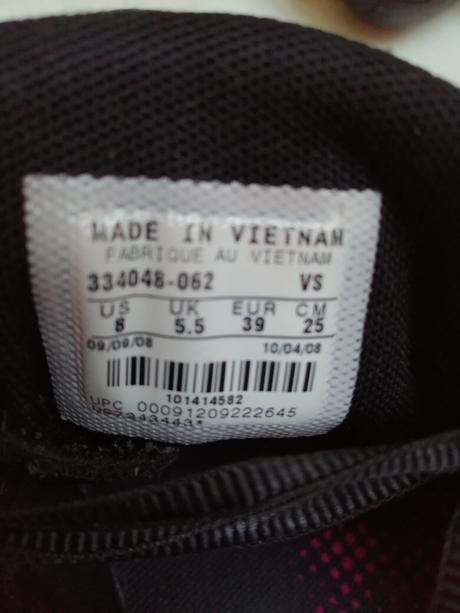 MADE IN VIETNAM
FABRIQUE AU VIETNAM
334048-062 VS
US UK EUR CM
8 5.5 39 25
09/09/08 10/04/08
101414582
UPC 00091209222645